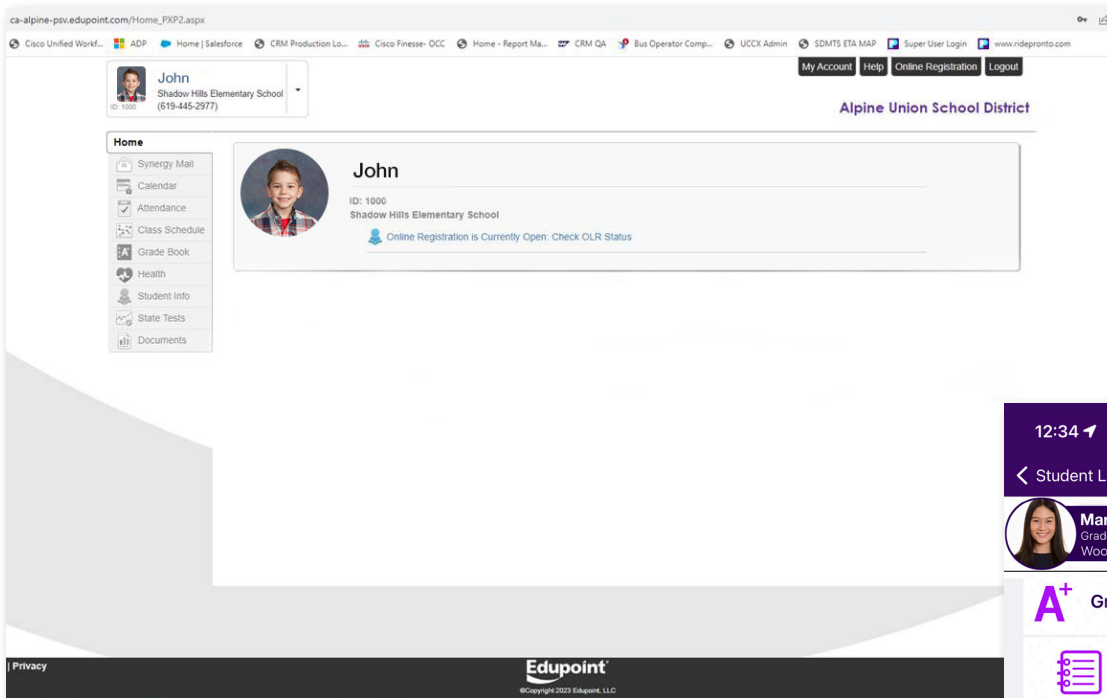 ca-alpine-psv.edupoint.com/Home_PXP2.aspx
Cisco Unified Workf... ADP Home | Salesforce CRM Production Lo... Cisco Finesse- OCC Home - Report Ma... CRM QA Bus Operator Comp... UCCX Admin SDMTS ETA MAP Super User Login www.ridepronto.com
My Account Help Online Registration Logout
John
Shadow Hills Elementary School
ID: 1000 (619-445-2977)
Alpine Union School District
Home
Synergy Mail
Calendar
Attendance
Class Schedule
Grade Book
Health
Student Info
State Tests
Documents
John
ID: 1000
Shadow Hills Elementary School
Online Registration is Currently Open: Check OLR Status
12:34
Student L
Mar
Grad
Woo
A+ Gr
| Privacy
Edupoint
©Copyright 2023 Edupoint, LLC